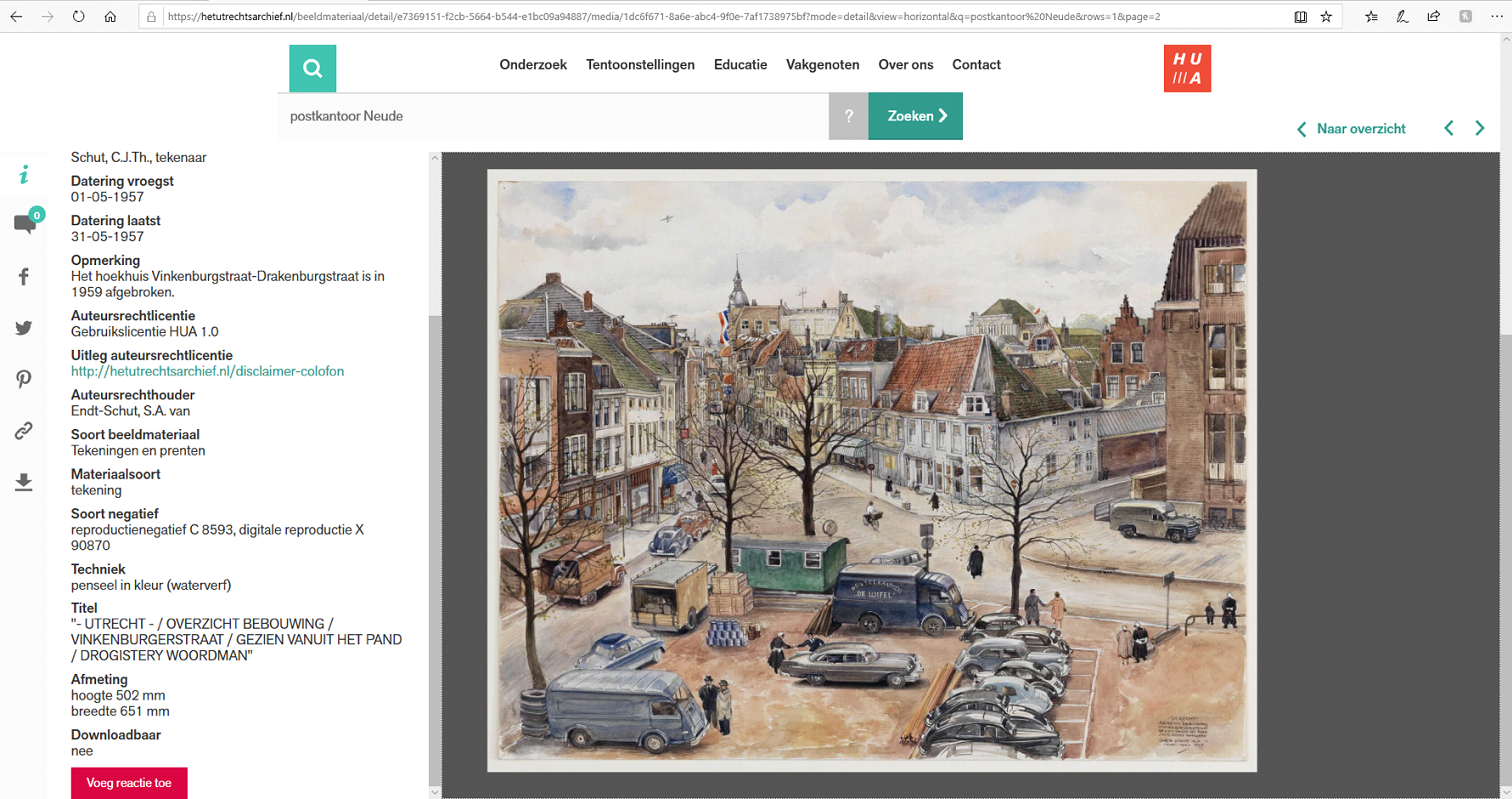 https://hetutrechtsarchief.nl/beeldmateriaal/detail/e7369151-f2cb-5664-b544-e1bc09a94887/media/1dc6f671-8a6e-abc4-9f0e-7af1738975bf?mode=detail&view=horizontal&q=postkantoor%20Neude&rows=1&page=2
Onderzoek Tentoonstellingen Educatie Vakgenoten Over ons Contact
H U
/// A
postkantoor Neude
?
Zoeken
Naar overzicht
Schut, C.J.Th., tekenaar
Datering vroegst
01-05-1957
Datering laatst
31-05-1957
Opmerking
Het hoekhuis Vinkenburgstraat-Drakenburgstraat is in
1959 afgebroken.
Auteursrechtlicentie
Gebruikslicentie HUA 1.0
Uitleg auteursrechtlicentie
http://hetutrechtsarchief.nl/disclaimer-colofon
Auteursrechthouder
Endt-Schut, S.A. van
Soort beeldmateriaal
Tekeningen en prenten
Materiaalsoort
tekening
Soort negatief
reproductienegatief C 8593, digitale reproductie X
90870
Techniek
penseel in kleur (waterverf)
Titel
"- UTRECHT - / OVERZICHT BEBOUWING /
VINKENBURGERSTRAAT / GEZIEN VANUIT HET PAND
/ DROGISTERY WOORDMAN"
Afmeting
hoogte 502 mm
breedte 651 mm
Downloadbaar
nee
Voeg reactie toe
0
i
DE WIFEL